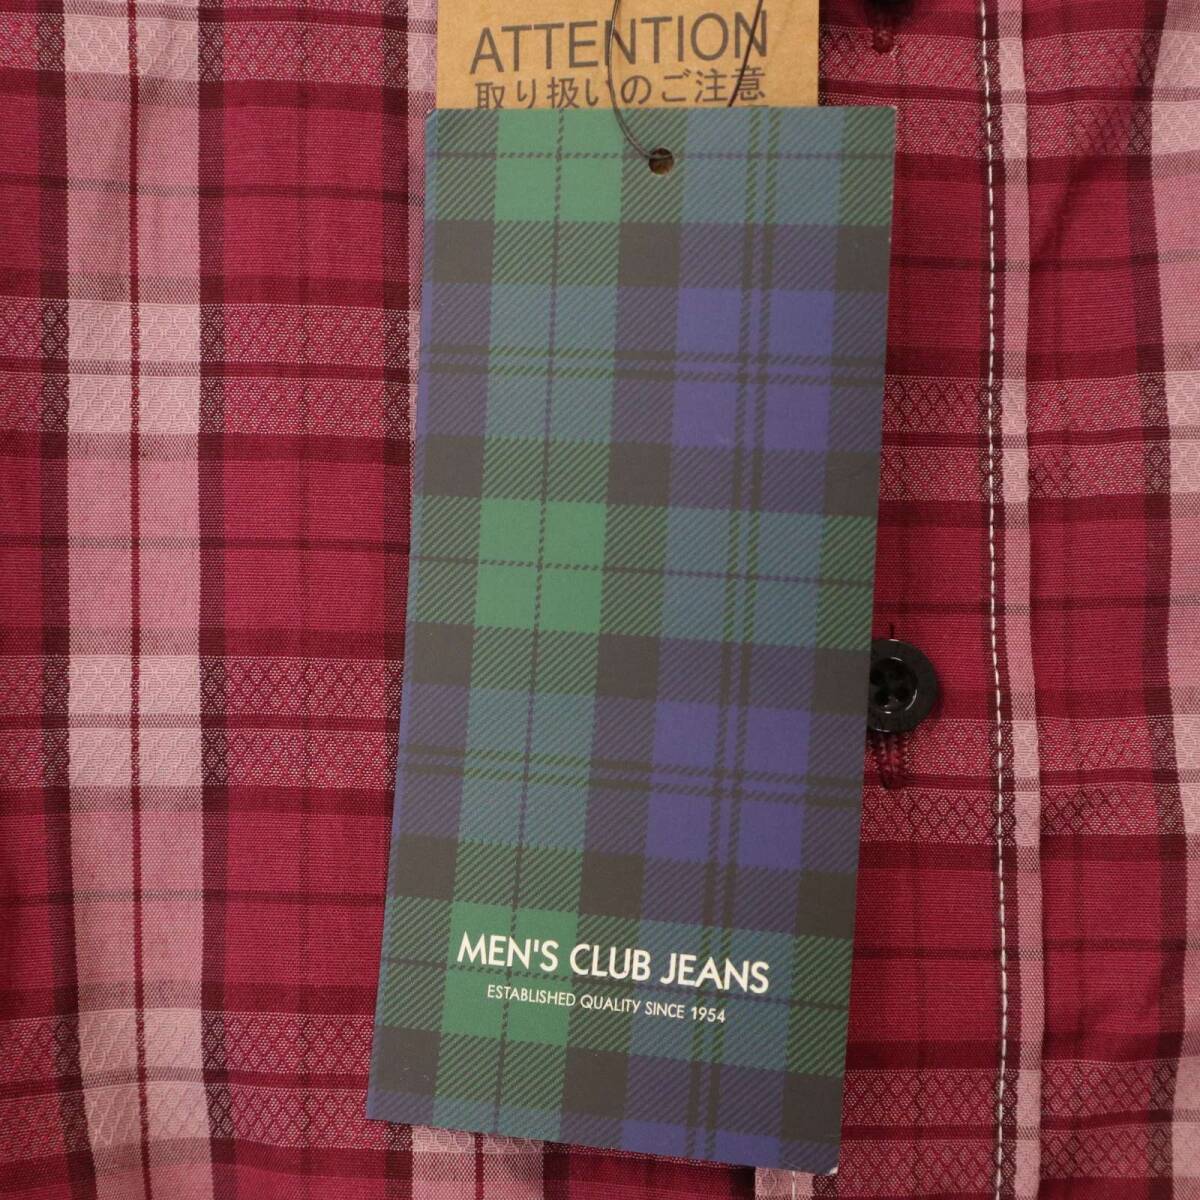 ATTENTION
取り扱いのご注意
MEN'S CLUB JEANS
ESTABLISHED QUALITY SINCE 1954